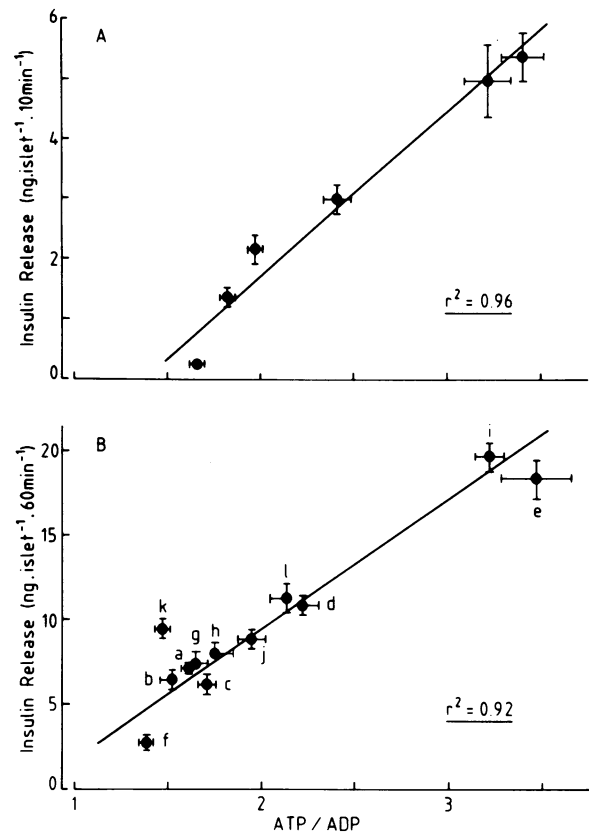 A
Insulin Release (ng.islet⁻¹.10min⁻¹)
6
4
2
0
r² = 0.96
B
Insulin Release (ng.islet⁻¹.60min⁻¹)
20
15
10
5
0
i
e
l
d
k
g
h
a
j
b
c
f
r² = 0.92
1
2
3
ATP/ADP